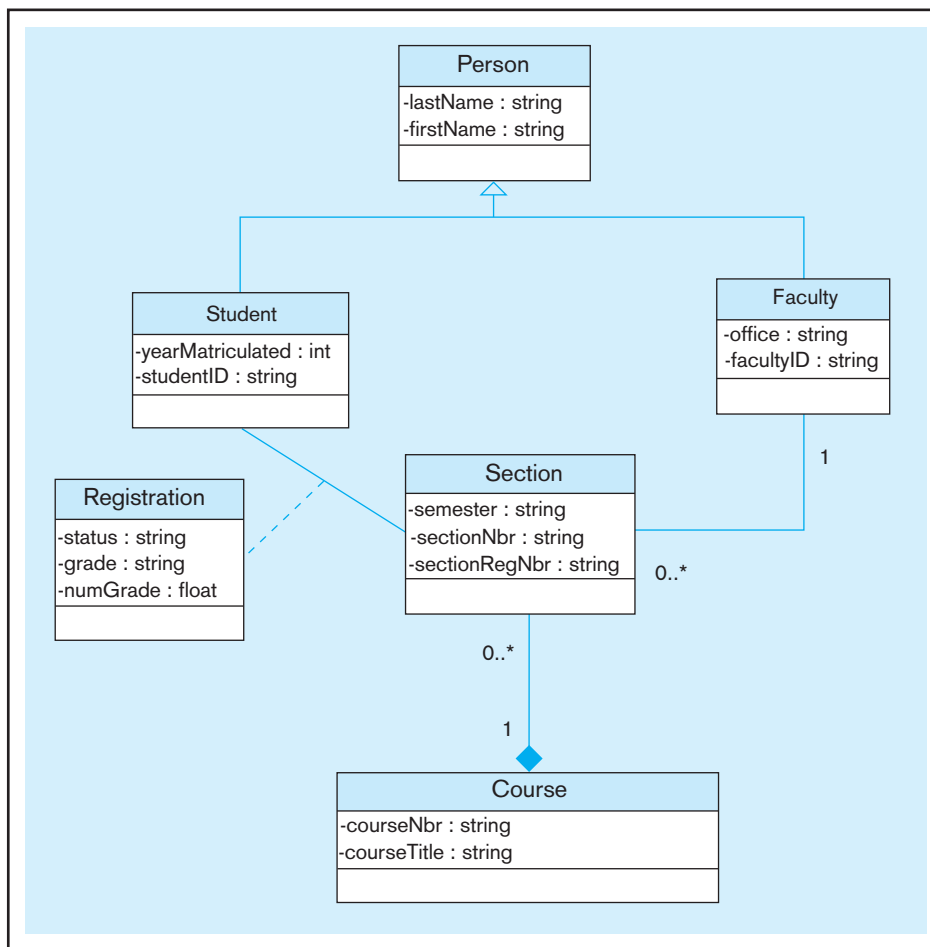 Person
-lastName : string
-firstName : string
Student
-yearMatriculated : int
-studentID : string
Faculty
-office : string
-facultyID : string
1
Registration
-status : string
-grade : string
-numGrade : float
Section
-semester : string
-sectionNbr : string
-sectionRegNbr : string
0..*
0..*
1
Course
-courseNbr : string
-courseTitle : string